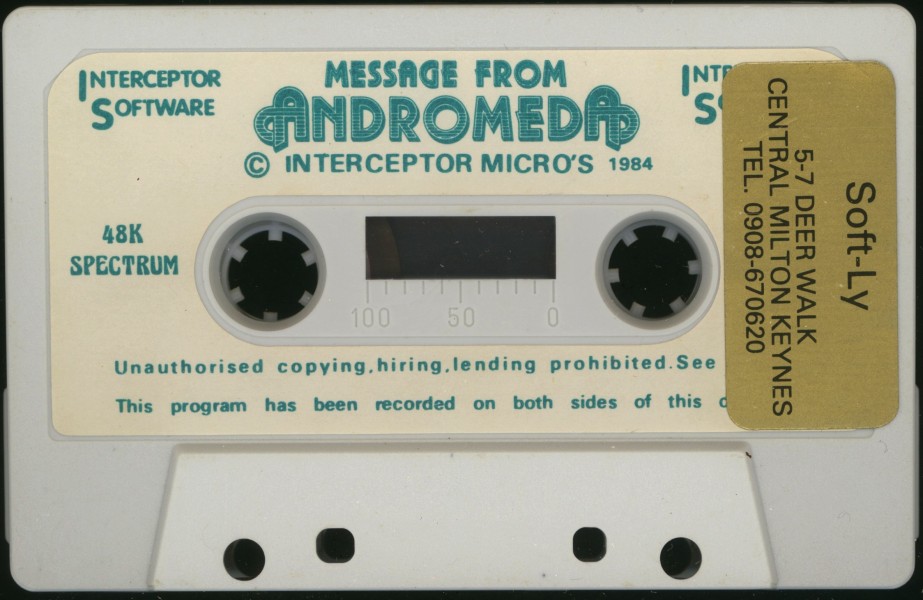 INTERCEPTOR
SOFTWARE
MESSAGE FROM
ANDROMEDA
© INTERCEPTOR MICRO'S 1984
48K
SPECTRUM
100 50 0
Unauthorised copying,hiring,lending prohibited.See
This program has been recorded on both sides of this
Soft-Ly
5-7 DEER WALK
CENTRAL MILTON KEYNES
TEL. 0908-670620